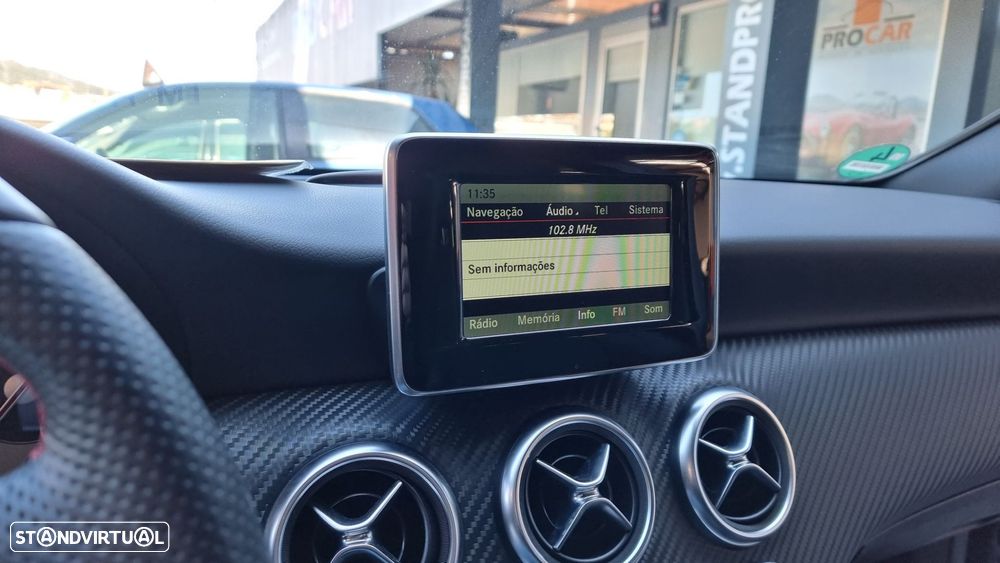 PROCAR
.STANDPRO
11:35
Navegação Áudio Tel Sistema
102.8 MHz
Sem informações
Rádio Memória Info FM Som
STANDVIRTUAL